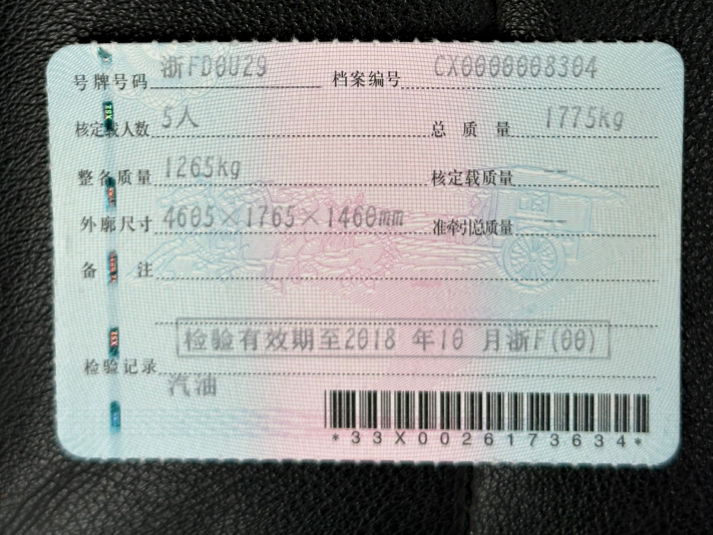 号牌号码 浙FD0U29 档案编号 CX0000008304
核定载人数 5人 总质量 1775kg
整备质量 1265kg 核定载质量 --
外廓尺寸 4605×1765×1460mm 准牵引总质量 --
备注
检验有效期至2018 年10 月浙F(00)
检验记录
汽油
*33X0026173634*